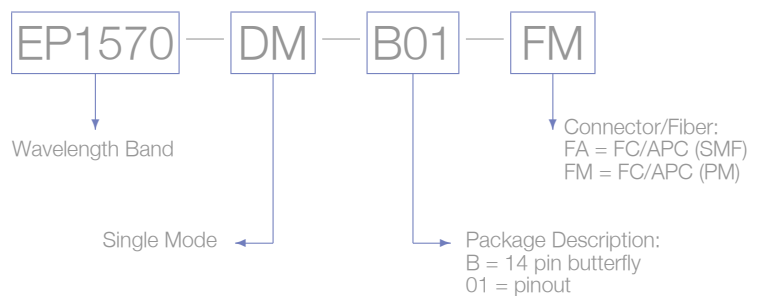 EP1570 — DM — B01 — FM
Wavelength Band
Connector/Fiber:
FA = FC/APC (SMF)
FM = FC/APC (PM)
Single Mode
Package Description:
B = 14 pin butterfly
01 = pinout